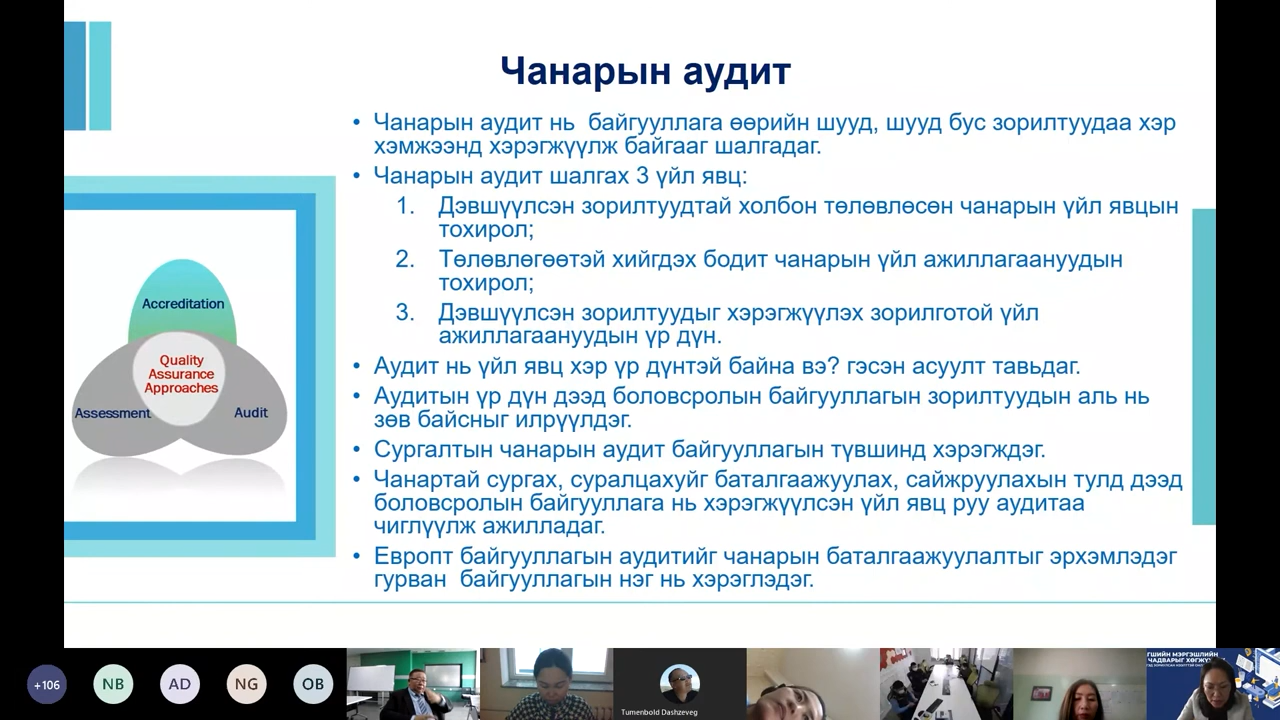 Чанарын аудит
• Чанарын аудит нь байгууллага өөрийн шууд, шууд бус зорилтуудаа хэр
хэмжээнд хэрэгжүүлж байгааг шалгадаг.
• Чанарын аудит шалгах 3 үйл явц:
1. Дэвшүүлсэн зорилтуудтай холбон төлөвлөсөн чанарын үйл явцын
тохирол;
2. Төлөвлөгөөтэй хийгдэх бодит чанарын үйл ажиллагаануудын
тохирол;
3. Дэвшүүлсэн зорилтуудыг хэрэгжүүлэх зорилготой үйл
ажиллагаануудын үр дүн.
• Аудит нь үйл явц хэр үр дүнтэй байна вэ? гэсэн асуулт тавьдаг.
• Аудитын үр дүн дээд боловсролын байгууллагын зорилтуудын аль нь
зөв байсныг илрүүлдэг.
• Сургалтын чанарын аудит байгууллагын түвшинд хэрэгждэг.
• Чанартай сургах, суралцахуйг баталгаажуулах, сайжруулахын тулд дээд
боловсролын байгууллага нь хэрэгжүүлсэн үйл явц руу аудитаа
чиглүүлж ажилладаг.
• Европт байгууллагын аудитийг чанарын баталгаажуулалтыг эрхэмлэдэг
гурван байгууллагын нэг нь хэрэглэдэг.
Accreditation
Quality
Assurance
Approaches
Assessment
Audit
+106
NB
AD
NG
OB
Tumenbold Dashzeveg
ГШИЙН МЭРГЭШЛИЙН